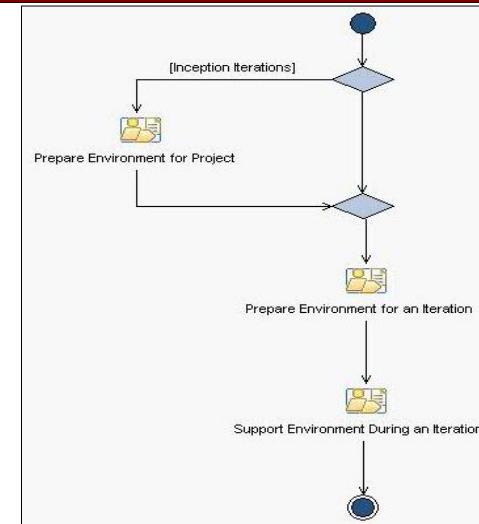 [Inception Iterations]
Prepare Environment for Project
Prepare Environment for an Iteration
Support Environment During an Iteration